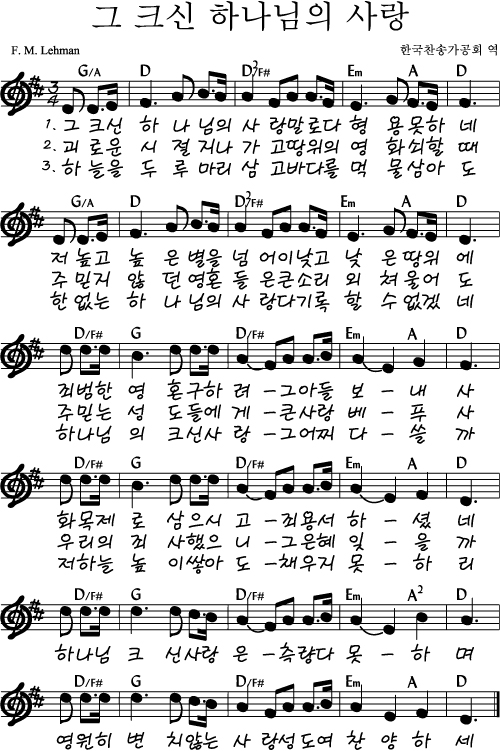 그 크신 하나님의 사랑
F. M. Lehman 한국찬송가공회 역
G/A D D2/F# Em A D
3/4
1. 그 크신 하 나 님의 사 랑말로다 형 용못하 네
2. 괴 로운 시 절 지나 가 고땅위의 영 화쇠할 때
3. 하 늘을 두 루 마리 삼 고바다를 먹 물삼아 도
G/A D D2/F# Em A D
저 높고 높 은 별을 넘 어이낮고 낮 은 땅위 에
주 믿지 않 던 영혼 들 은큰소리 외 쳐울어 도
한없는 하 나님의 사 랑다기록 할 수없겠 네
D/F# G D/F# Em A D
죄범한 영 혼구하 려 -그아들 보 - 내 사
주믿는 성 도들에 게 -큰사랑 베 - 푸 사
하나님 의 크신사 랑 -그어찌 다 - 쓸 까
D/F# G D/F# Em A D
화목제 로 삼으시 고 -죄용서 하 - 셨 네
우리의 죄 사했으 니 -그은혜 잊 - 을 까
저하늘 높 이쌓아 도 -채우지 못 - 하 리
D/F# G D/F# Em A2 D
하나님 크 신사랑 은 -측량다 못 - 하 며
D/F# G D/F# Em A D
영원히 변 치않는 사 랑성도여 찬 양하 세